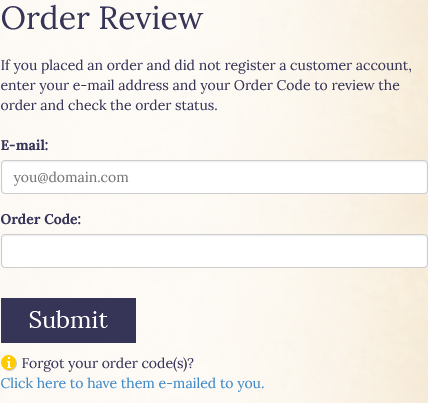 Order Review
If you placed an order and did not register a customer account,
enter your e-mail address and your Order Code to review the
order and check the order status.
E-mail:
you@domain.com
Order Code:
Submit
Forgot your order code(s)?
Click here to have them e-mailed to you.